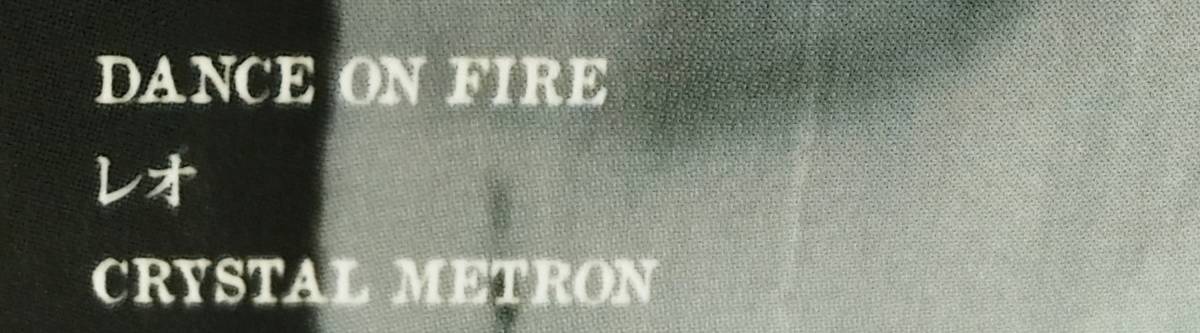 DANCE ON FIRE
レオ
CRYSTAL METRON